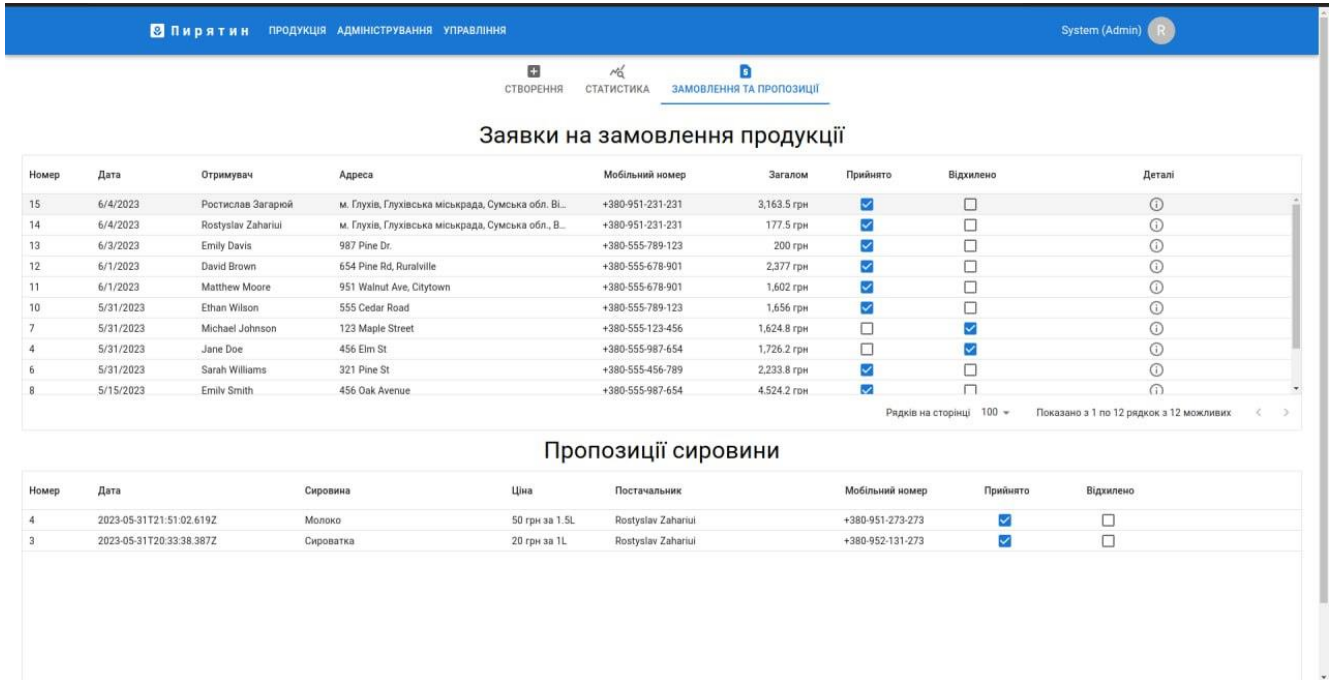 Пирятин ПРОДУКЦІЯ АДМІНІСТРУВАННЯ УПРАВЛІННЯ System (Admin) R
СТВОРЕННЯ СТАТИСТИКА ЗАМОВЛЕННЯ ТА ПРОПОЗИЦІЇ
Заявки на замовлення продукції
Номер Дата Отримувач Адреса Мобільний номер Загалом Прийнято Відхилено Деталі
15 6/4/2023 Ростислав Загарюй м. Глухів, Глухівська міськрада, Сумська обл. Ві... +380-951-231-231 3,163.5 грн
14 6/4/2023 Rostyslav Zahariui м. Глухів, Глухівська міськрада, Сумська обл., В... +380-951-231-231 177.5 грн
13 6/3/2023 Emily Davis 987 Pine Dr. +380-555-789-123 200 грн
12 6/1/2023 David Brown 654 Pine Rd, Ruralville +380-555-678-901 2,377 грн
11 6/1/2023 Matthew Moore 951 Walnut Ave, Citytown +380-555-678-901 1,602 грн
10 5/31/2023 Ethan Wilson 555 Cedar Road +380-555-789-123 1,656 грн
7 5/31/2023 Michael Johnson 123 Maple Street +380-555-123-456 1,624.8 грн
4 5/31/2023 Jane Doe 456 Elm St +380-555-987-654 1,726.2 грн
6 5/31/2023 Sarah Williams 321 Pine St +380-555-456-789 2,233.8 грн
8 5/15/2023 Emily Smith 456 Oak Avenue +380-555-987-654 4,524.2 грн
Рядків на сторінці 100 Показано з 1 по 12 рядкок з 12 можливих
Пропозиції сировини
Номер Дата Сировина Ціна Постачальник Мобільний номер Прийнято Відхилено
4 2023-05-31T21:51:02.619Z Молоко 50 грн за 1.5L Rostyslav Zahariui +380-951-273-273
3 2023-05-31T20:33:38.387Z Сироватка 20 грн за 1L Rostyslav Zahariui +380-952-131-273